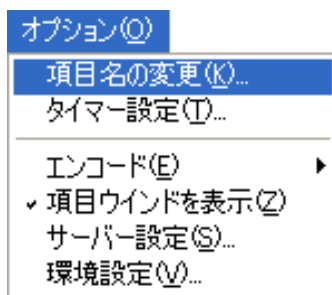 オプション(O)
項目名の変更(K)...
タイマー設定(T)...
エンコード(E)
項目ウインドを表示(Z)
サーバー設定(S)...
環境設定(V)...